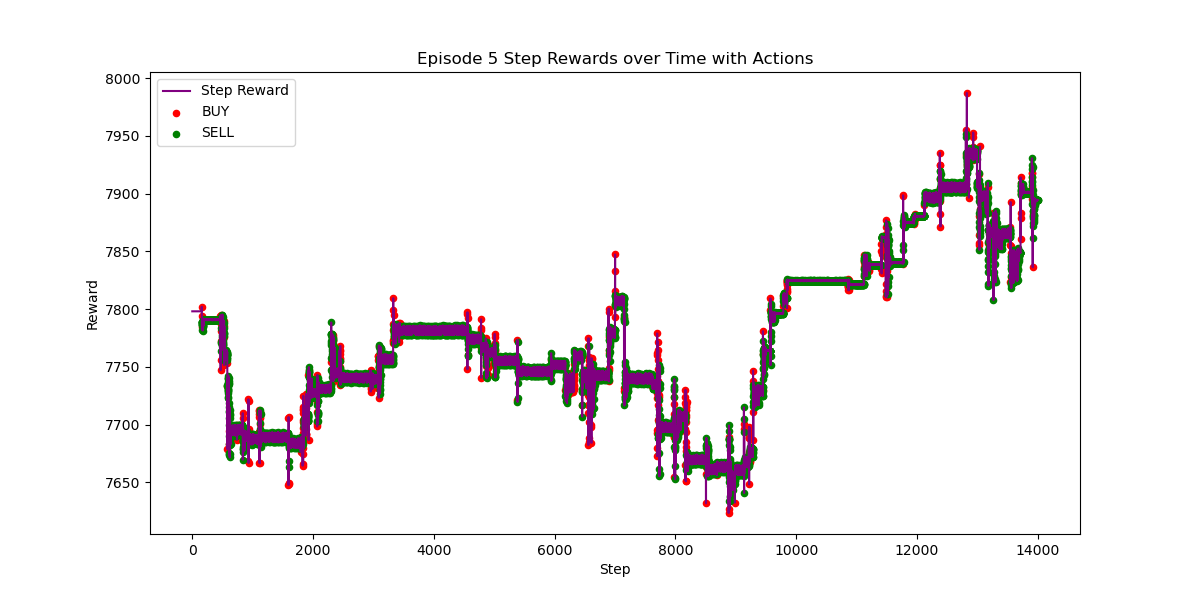 Episode 5 Step Rewards over Time with Actions
8000
7950
7900
7850
7800
7750
7700
7650
Reward
Step Reward
BUY
SELL
0
2000
4000
6000
8000
10000
12000
14000
Step